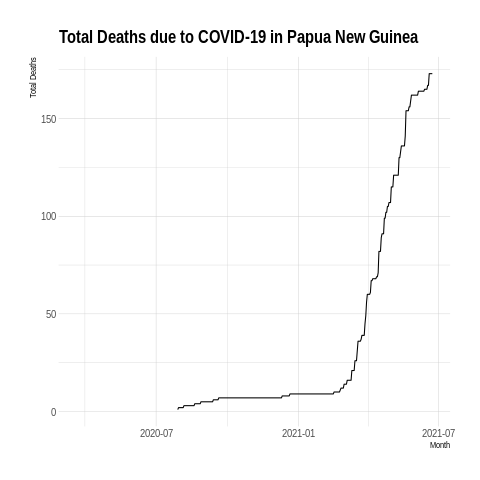 Total Deaths due to COVID-19 in Papua New Guinea
Total Deaths
150
100
50
0
2020-07
2021-01
2021-07
Month